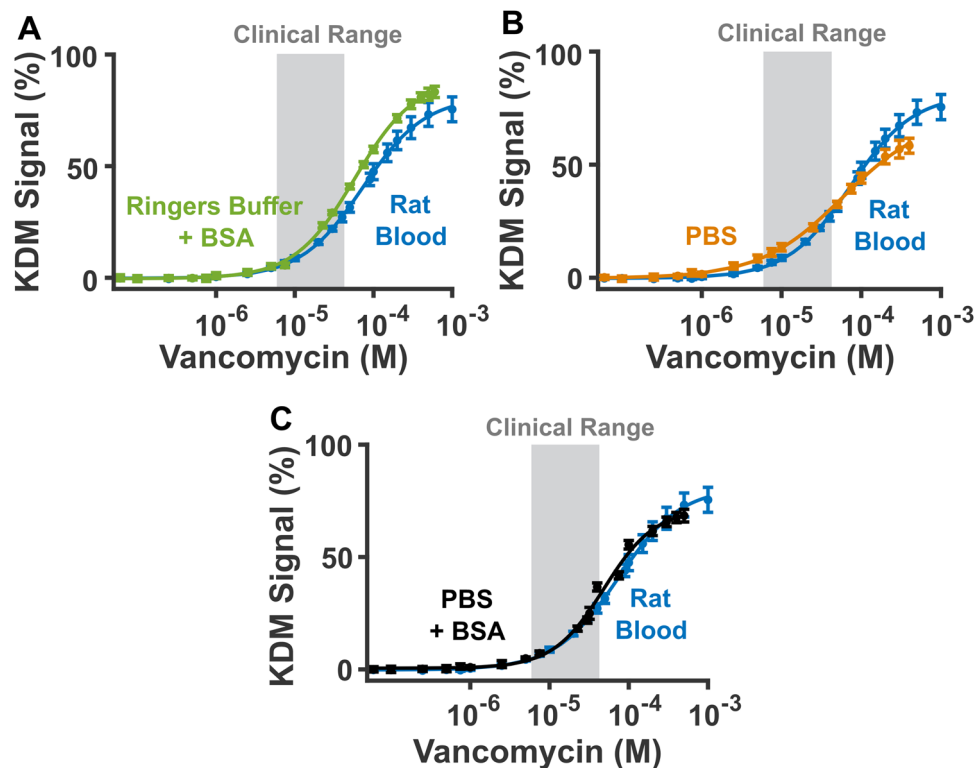 A
Clinical Range
KDM Signal (%)
100
50
0
Ringers Buffer
+ BSA
Rat
Blood
10-6
10-5
10-4
10-3
Vancomycin (M)
B
Clinical Range
KDM Signal (%)
100
50
0
PBS
Rat
Blood
10-6
10-5
10-4
10-3
Vancomycin (M)
C
Clinical Range
KDM Signal (%)
100
50
0
PBS
+ BSA
Rat
Blood
10-6
10-5
10-4
10-3
Vancomycin (M)